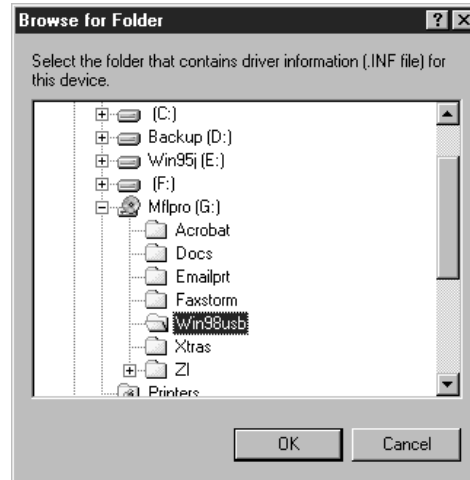 Browse for Folder
Select the folder that contains driver information (.INF file) for
this device.
(C:)
Backup (D:)
Win95j (E:)
(F:)
Mflpro (G:)
Acrobat
Docs
Emailprt
Faxstorm
Win98usb
Xtras
ZI
Printers
OK
Cancel